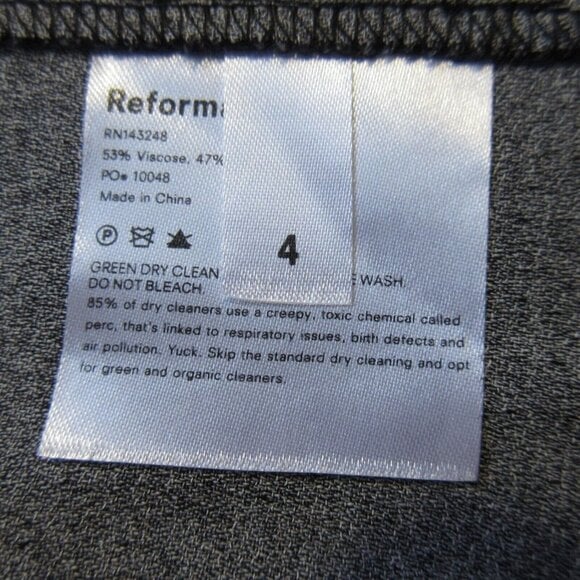 Reform
RN143248
53% Viscose, 47%
PO# 10048
Made in China
P
4
GREEN DRY CLEAN WASH.
DO NOT BLEACH.
85% of dry cleaners use a creepy, toxic chemical called
perc, that's linked to respiratory issues, birth defects and
air pollution. Yuck. Skip the standard dry cleaning and opt
for green and organic cleaners.